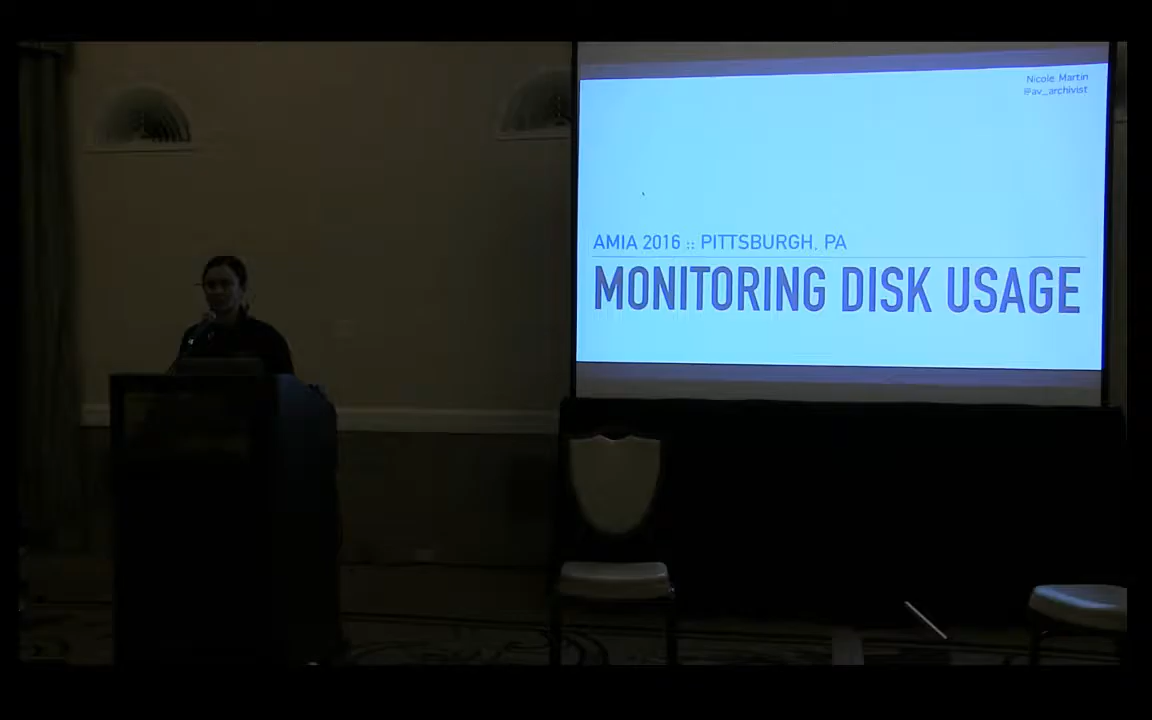 Nicole Martin
@av_archivist
AMIA 2016 :: PITTSBURGH, PA
MONITORING DISK USAGE